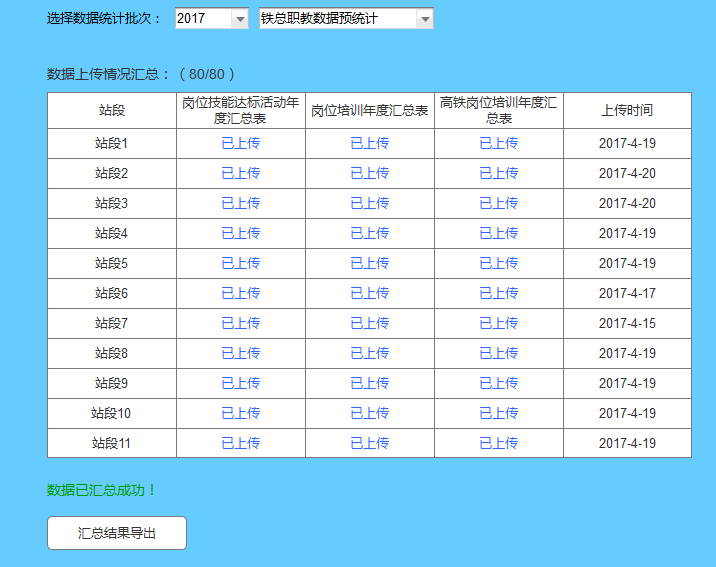 选择数据统计批次： 2017 铁总职教数据预统计
数据上传情况汇总：（80/80）
站段 岗位技能达标活动年度汇总表 岗位培训年度汇总表 高铁岗位培训年度汇总表 上传时间
站段1 已上传 已上传 已上传 2017-4-19
站段2 已上传 已上传 已上传 2017-4-20
站段3 已上传 已上传 已上传 2017-4-20
站段4 已上传 已上传 已上传 2017-4-19
站段5 已上传 已上传 已上传 2017-4-19
站段6 已上传 已上传 已上传 2017-4-17
站段7 已上传 已上传 已上传 2017-4-15
站段8 已上传 已上传 已上传 2017-4-19
站段9 已上传 已上传 已上传 2017-4-19
站段10 已上传 已上传 已上传 2017-4-19
站段11 已上传 已上传 已上传 2017-4-19
数据已汇总成功！
汇总结果导出